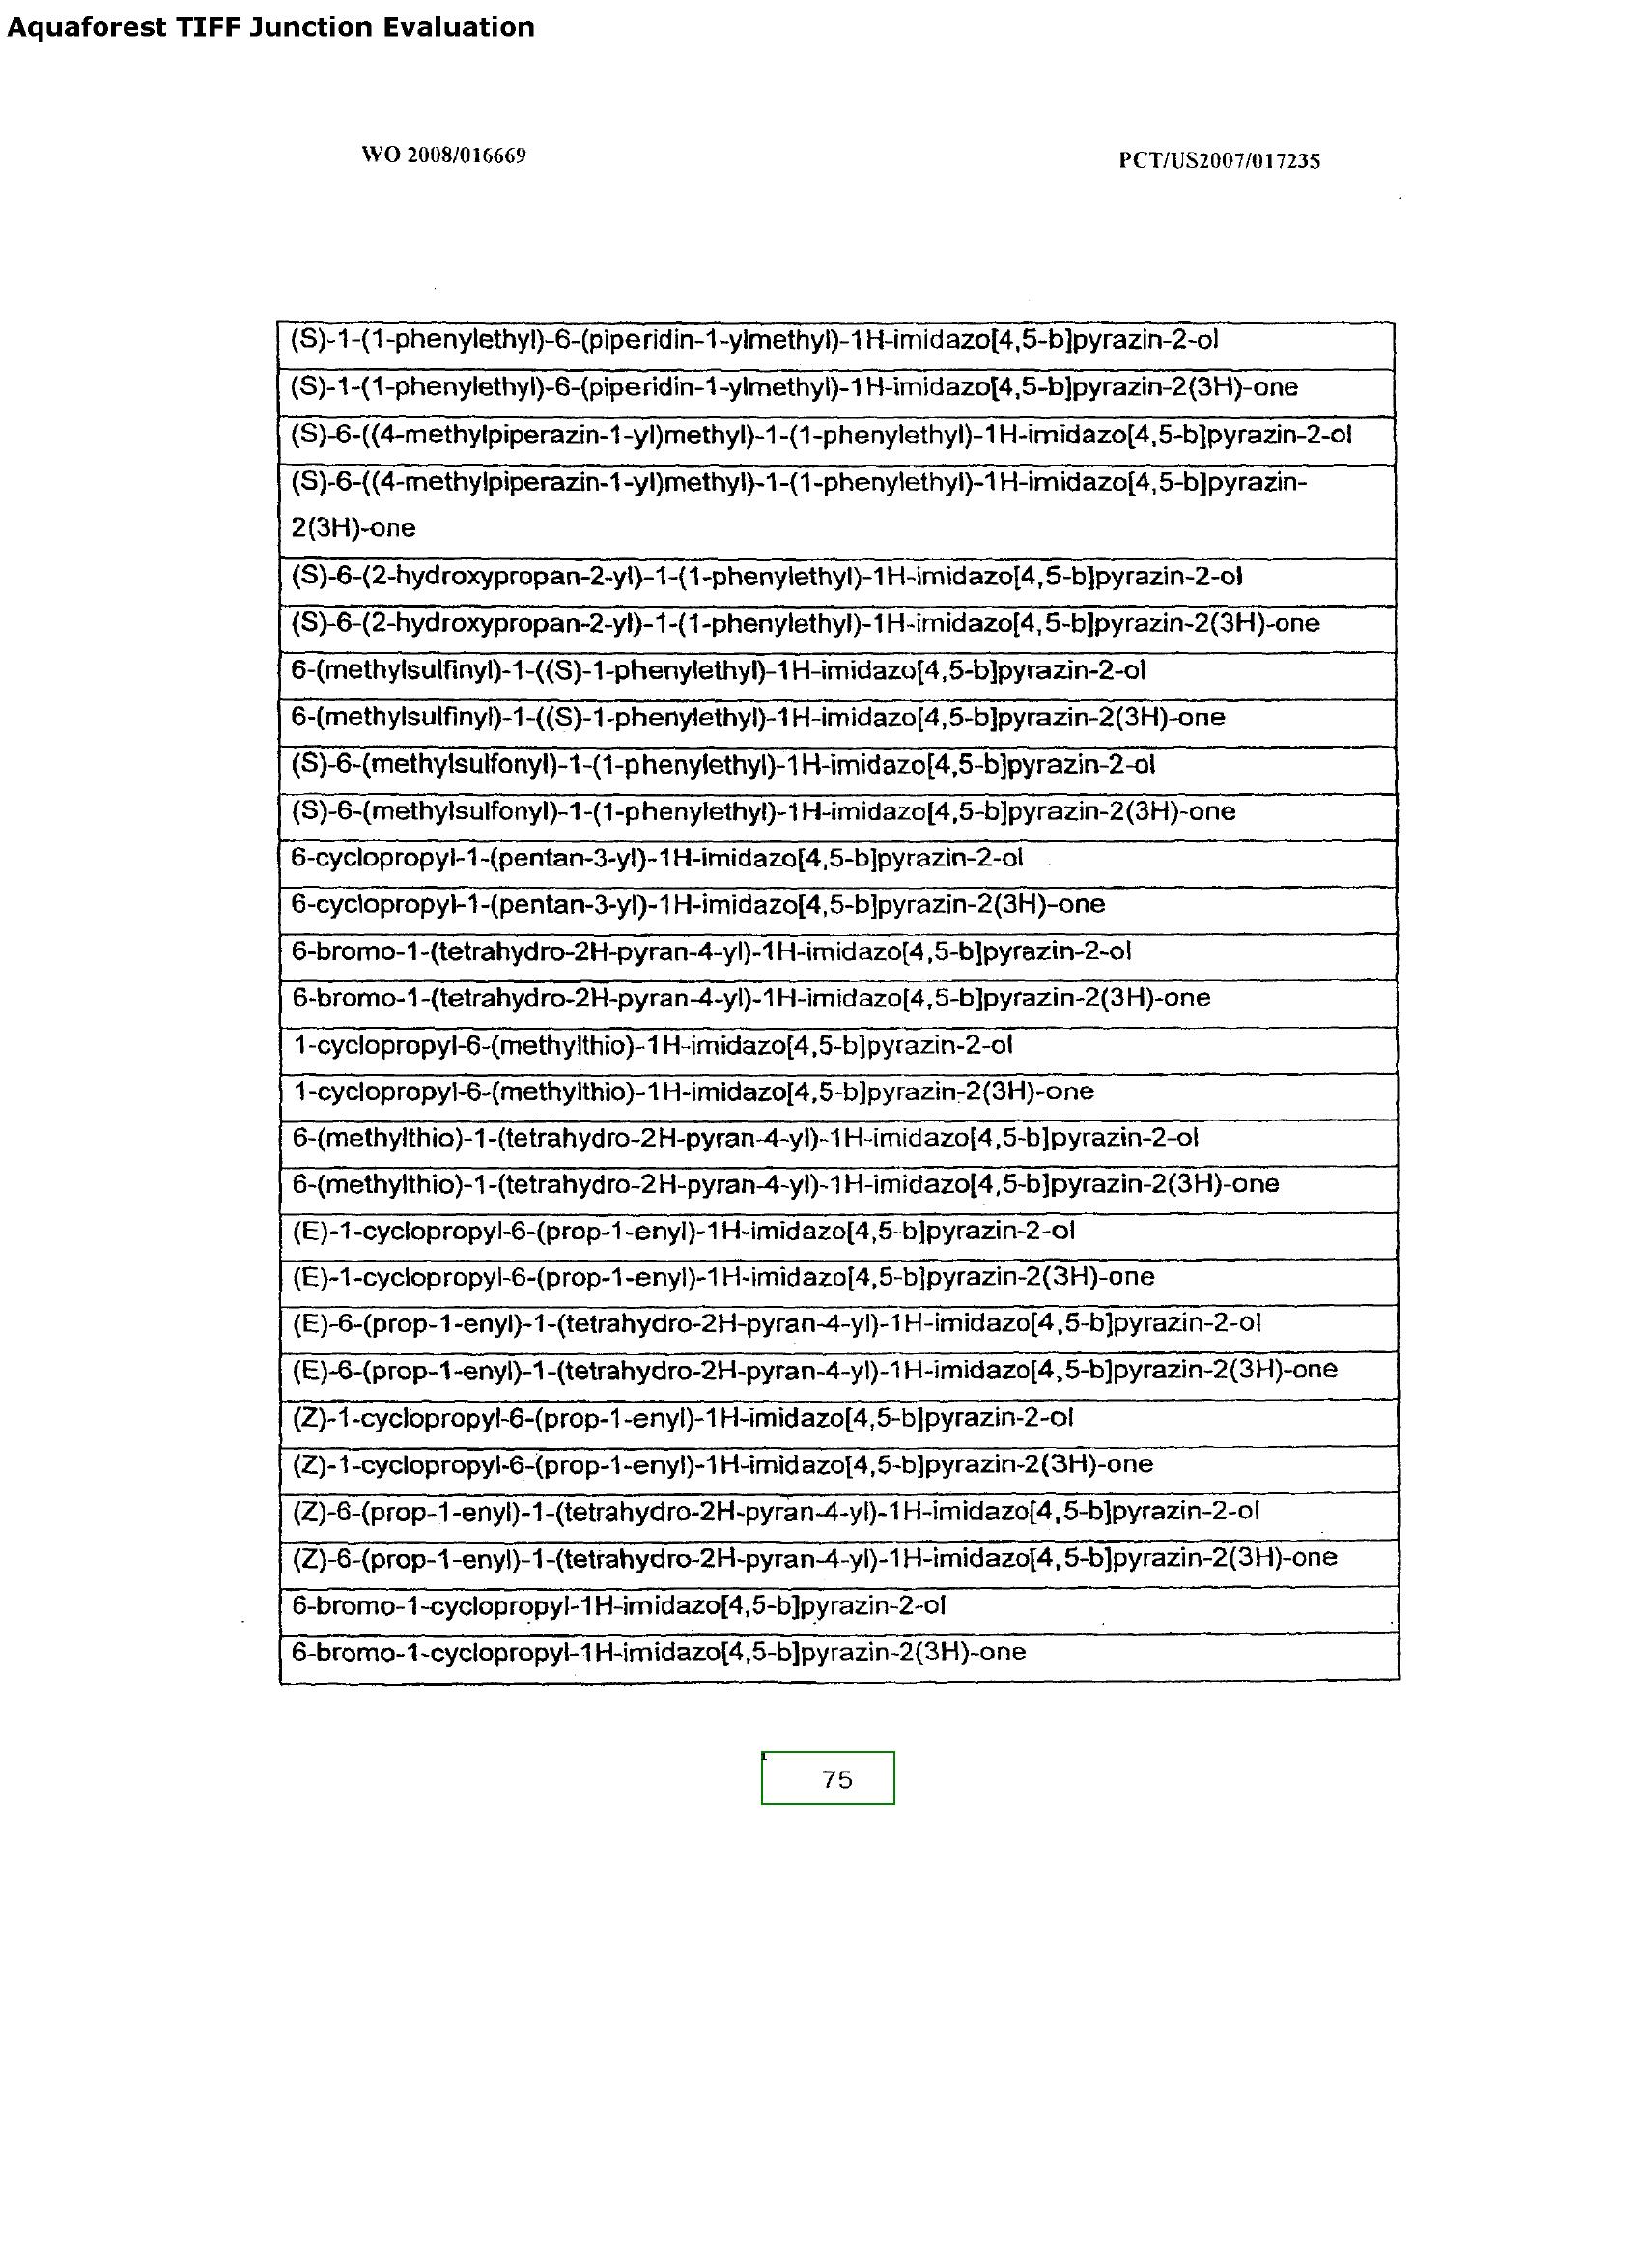 Aquaforest TIFF Junction Evaluation
WO 2008/016669
PCT/US2007/017235
(S)-1-(1-phenylethyl)-6-(piperidin-1-ylmethyl)-1H-imidazo[4,5-b]pyrazin-2-ol
(S)-1-(1-phenylethyl)-6-(piperidin-1-ylmethyl)-1H-imidazo[4,5-b]pyrazin-2(3H)-one
(S)-6-((4-methylpiperazin-1-yl)methyl)-1-(1-phenylethyl)-1H-imidazo[4,5-b]pyrazin-2-ol
(S)-6-((4-methylpiperazin-1-yl)methyl)-1-(1-phenylethyl)-1H-imidazo[4,5-b]pyrazin-
2(3H)-one
(S)-6-(2-hydroxypropan-2-yl)-1-(1-phenylethyl)-1H-imidazo[4,5-b]pyrazin-2-ol
(S)-6-(2-hydroxypropan-2-yl)-1-(1-phenylethyl)-1H-imidazo[4,5-b]pyrazin-2(3H)-one
6-(methylsulfinyl)-1-((S)-1-phenylethyl)-1H-imidazo[4,5-b]pyrazin-2-ol
6-(methylsulfinyl)-1-((S)-1-phenylethyl)-1H-imidazo[4,5-b]pyrazin-2(3H)-one
(S)-6-(methylsulfonyl)-1-(1-phenylethyl)-1H-imidazo[4,5-b]pyrazin-2-ol
(S)-6-(methylsulfonyl)-1-(1-phenylethyl)-1H-imidazo[4,5-b]pyrazin-2(3H)-one
6-cyclopropyl-1-(pentan-3-yl)-1H-imidazo[4,5-b]pyrazin-2-ol
6-cyclopropyl-1-(pentan-3-yl)-1H-imidazo[4,5-b]pyrazin-2(3H)-one
6-bromo-1-(tetrahydro-2H-pyran-4-yl)-1H-imidazo[4,5-b]pyrazin-2-ol
6-bromo-1-(tetrahydro-2H-pyran-4-yl)-1H-imidazo[4,5-b]pyrazin-2(3H)-one
1-cyclopropyl-6-(methylthio)-1H-imidazo[4,5-b]pyrazin-2-ol
1-cyclopropyl-6-(methylthio)-1H-imidazo[4,5-b]pyrazin-2(3H)-one
6-(methylthio)-1-(tetrahydro-2H-pyran-4-yl)-1H-imidazo[4,5-b]pyrazin-2-ol
6-(methylthio)-1-(tetrahydro-2H-pyran-4-yl)-1H-imidazo[4,5-b]pyrazin-2(3H)-one
(E)-1-cyclopropyl-6-(prop-1-enyl)-1H-imidazo[4,5-b]pyrazin-2-ol
(E)-1-cyclopropyl-6-(prop-1-enyl)-1H-imidazo[4,5-b]pyrazin-2(3H)-one
(E)-6-(prop-1-enyl)-1-(tetrahydro-2H-pyran-4-yl)-1H-imidazo[4,5-b]pyrazin-2-ol
(E)-6-(prop-1-enyl)-1-(tetrahydro-2H-pyran-4-yl)-1H-imidazo[4,5-b]pyrazin-2(3H)-one
(Z)-1-cyclopropyl-6-(prop-1-enyl)-1H-imidazo[4,5-b]pyrazin-2-ol
(Z)-1-cyclopropyl-6-(prop-1-enyl)-1H-imidazo[4,5-b]pyrazin-2(3H)-one
(Z)-6-(prop-1-enyl)-1-(tetrahydro-2H-pyran-4-yl)-1H-imidazo[4,5-b]pyrazin-2-ol
(Z)-6-(prop-1-enyl)-1-(tetrahydro-2H-pyran-4-yl)-1H-imidazo[4,5-b]pyrazin-2(3H)-one
6-bromo-1-cyclopropyl-1H-imidazo[4,5-b]pyrazin-2-ol
6-bromo-1-cyclopropyl-1H-imidazo[4,5-b]pyrazin-2(3H)-one
75